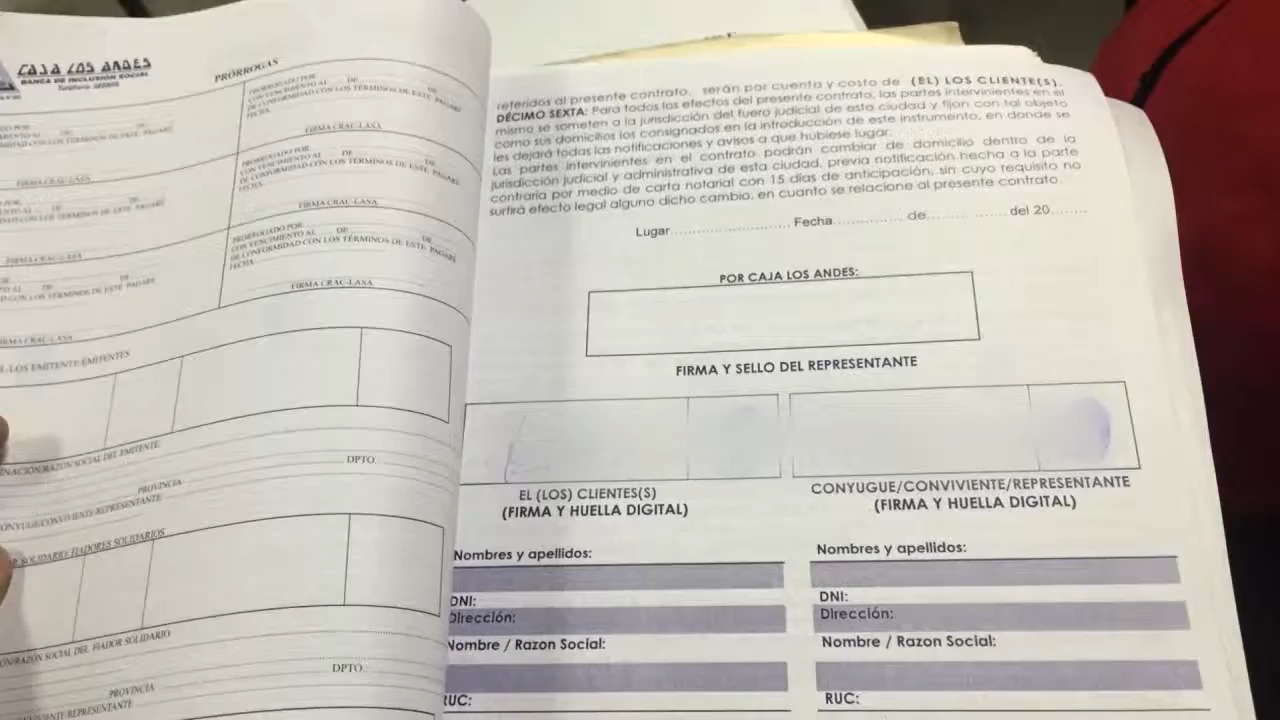 CAJA LOS ANDES
BANCA DE INCLUSIÓN SOCIAL
PRÓRROGAS
PRORROGADO POR DE
CON VENCIMIENTO AL DE
DE CONFORMIDAD CON LOS TÉRMINOS DE ESTE PAGARÉ
FECHA
FIRMA CRAC-LASA
FIRMA CRAC-LASA
PRORROGADO POR DE
CON VENCIMIENTO AL DE
DE CONFORMIDAD CON LOS TÉRMINOS DE ESTE PAGARÉ
FECHA
FIRMA CRAC-LASA
FIRMA CRAC-LASA
PRORROGADO POR DE
CON VENCIMIENTO AL DE
DE CONFORMIDAD CON LOS TÉRMINOS DE ESTE PAGARÉ
FECHA
FIRMA CRAC-LASA
FIRMA CRAC-LASA
LOS EMITENTE/EMITENTES
RAZÓN SOCIAL DEL EMITENTE
DPTO.
PROVINCIA
CONYUGE/CONVIVIENTE-REPRESENTANTE
SOLIDARIO/FIADORES SOLIDARIOS
RAZÓN SOCIAL DEL FIADOR SOLIDARIO
DPTO.
PROVINCIA
CONVIVIENTE-REPRESENTANTE
referidos al presente contrato, serán por cuenta y costo de (EL) LOS CLIENTE(S).
DÉCIMO SEXTA: Para todos los efectos del presente contrato, las partes intervinientes en el
mismo se someten a la jurisdicción del fuero judicial de esta ciudad y fijan con tal objeto
como sus domicilios los consignados en la introducción de este instrumento, en donde se
les dejará todas las notificaciones y avisos a que hubiese lugar.
Las partes intervinientes en el contrato podrán cambiar de domicilio dentro de la
jurisdicción judicial y administrativa de esta ciudad, previa notificación hecha a la parte
contraria por medio de carta notarial con 15 días de anticipación, sin cuyo requisito no
surtirá efecto legal alguno dicho cambio, en cuanto se relacione al presente contrato.
Lugar.............................. Fecha................ de.................... del 20........
POR CAJA LOS ANDES:
FIRMA Y SELLO DEL REPRESENTANTE
EL (LOS) CLIENTES(S)
(FIRMA Y HUELLA DIGITAL)
CONYUGUE/CONVIVIENTE/REPRESENTANTE
(FIRMA Y HUELLA DIGITAL)
Nombres y apellidos:
DNI:
Dirección:
Nombre / Razon Social:
RUC:
Nombres y apellidos:
DNI:
Dirección:
Nombre / Razon Social:
RUC: